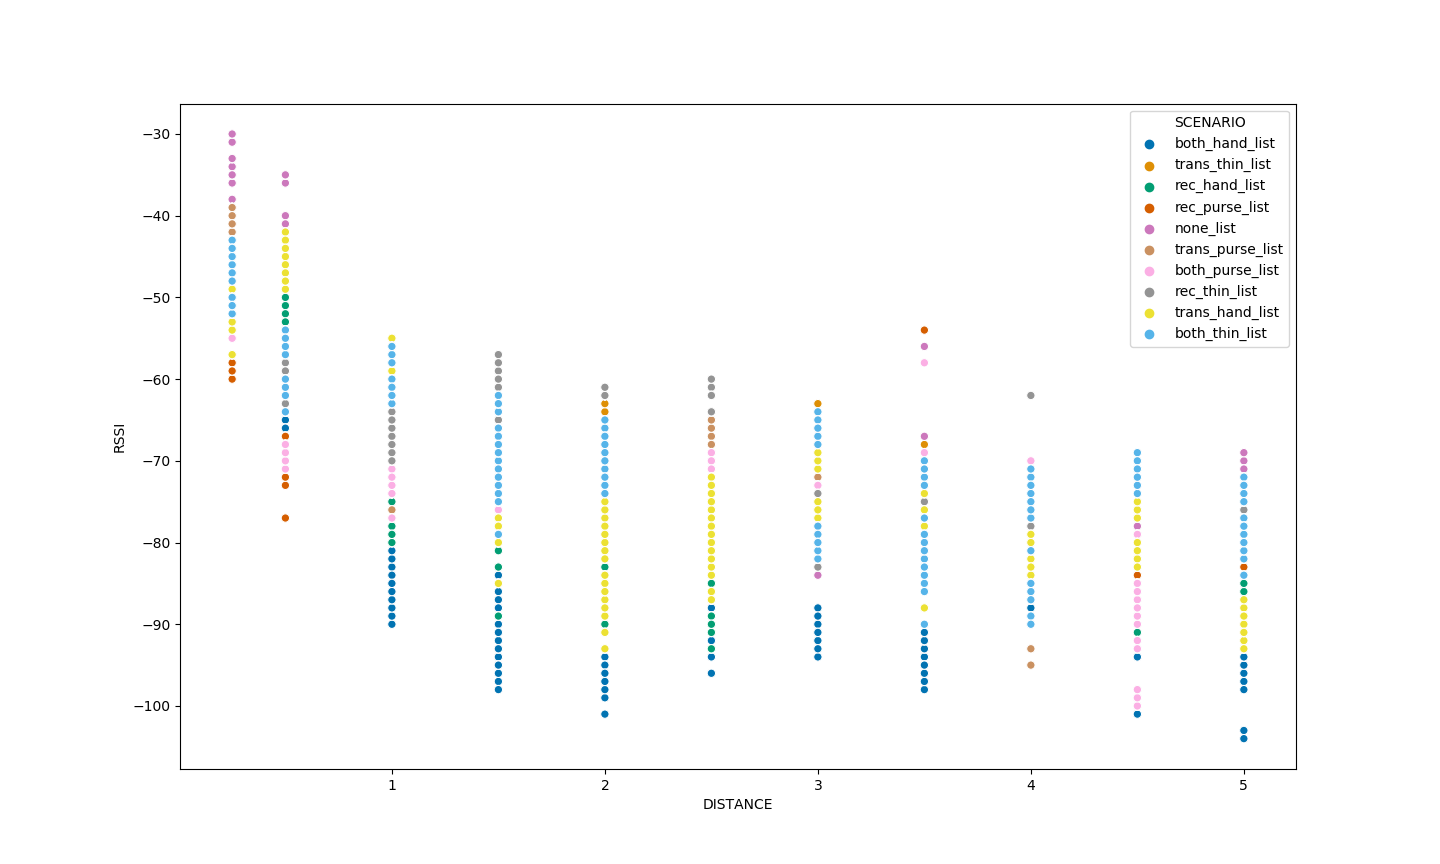 SCENARIO
both_hand_list
trans_thin_list
rec_hand_list
rec_purse_list
none_list
trans_purse_list
both_purse_list
rec_thin_list
trans_hand_list
both_thin_list
−30
−40
−50
−60
−70
−80
−90
−100
RSSI
1 2 3 4 5
DISTANCE